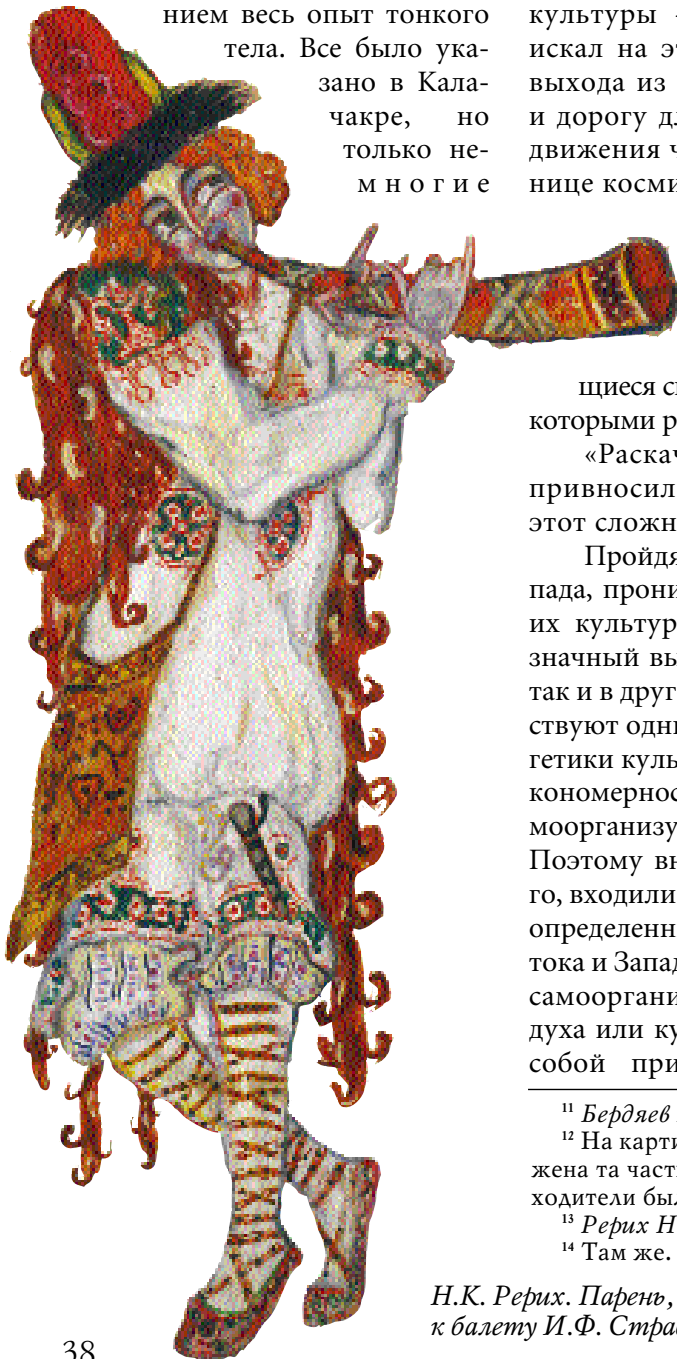 нием весь опыт тонкого
тела. Все было ука-
зано в Кала-
чакре, но
только не-
многие
культуры
искал на эт
выхода из
и дорогу дл
движения ч
нице косми
щиеся с
которыми р
«Раскач
привносил
этот сложн
Пройдя
пада, прони
их культур
значный вы
так и в друг
ствуют одни
гетики куль
кономернос
моорганизу
Поэтому вн
го, входили
определенн
тока и Запад
самооргани
духа или ку
собой при
¹¹ Бердяев
¹² На карти
жена та част
ходители бы
¹³ Рерих Н
¹⁴ Там же.
Н.К. Рерих. Парень,
к балету И.Ф. Стра
38